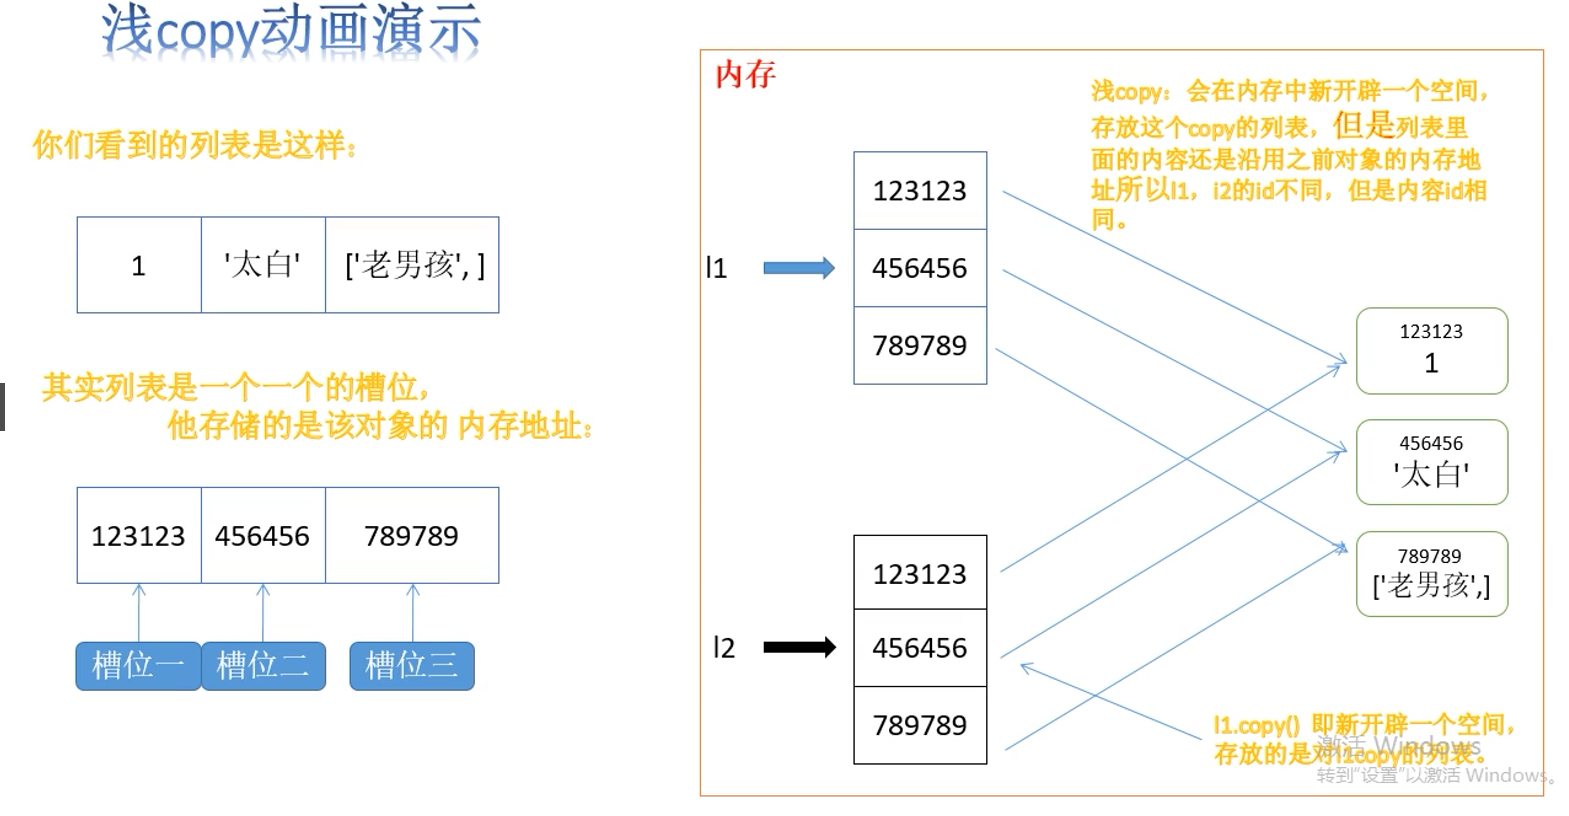 浅copy动画演示
你们看到的列表是这样：
1
'太白'
['老男孩', ]
其实列表是一个一个的槽位，
他存储的是该对象的 内存地址：
123123
456456
789789
槽位一
槽位二
槽位三
内存
浅copy：会在内存中新开辟一个空间，
存放这个copy的列表，但是列表里
面的内容还是沿用之前对象的内存地
址所以l1，i2的id不同，但是内容id相
同。
l1
123123
456456
789789
123123
1
456456
'太白'
789789
['老男孩',]
l2
123123
456456
789789
l1.copy() 即新开辟一个空间，
存放的是对l1copy的列表。
激活 Windows
转到“设置”以激活 Windows。